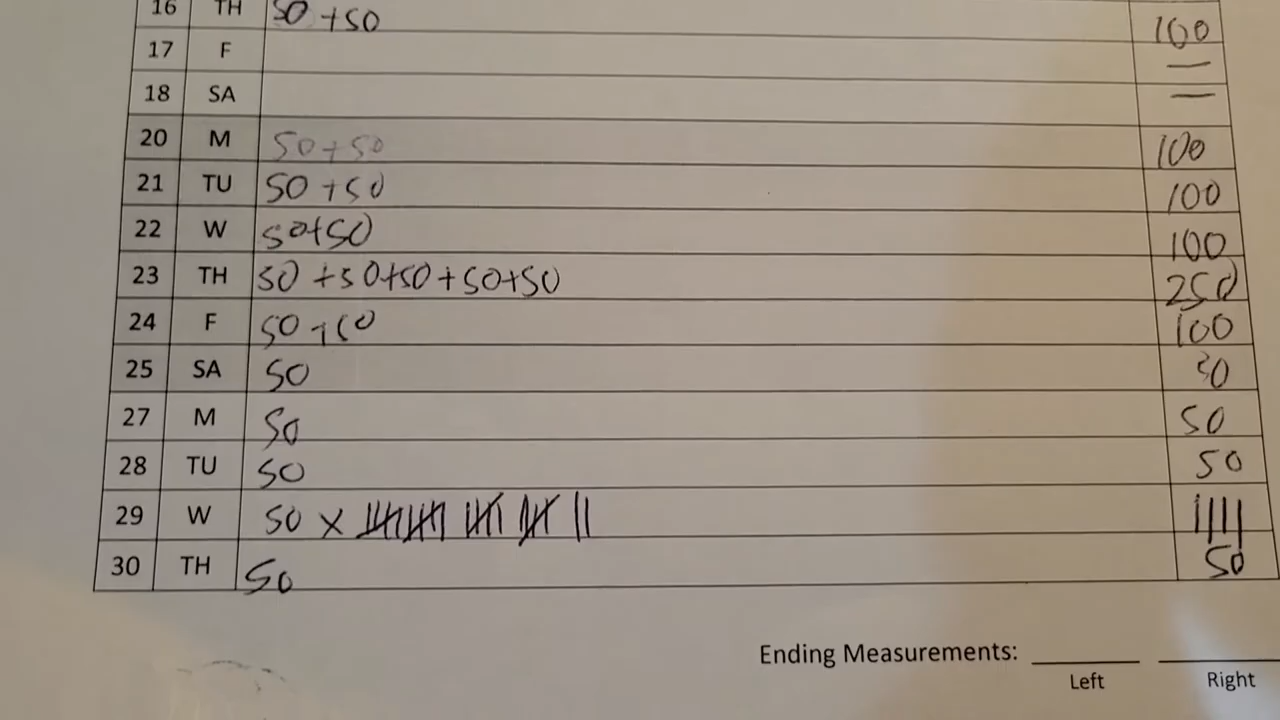 16 TH 50 +50 100
17 F —
18 SA —
20 M 50+50 100
21 TU 50 +50 100
22 W 50+50 100
23 TH 50 +50+50+50+50 250
24 F 50 +50 100
25 SA 50 50
27 M 50 50
28 TU 50 50
29 W 50 x
30 TH 50 50
Ending Measurements:
Left Right